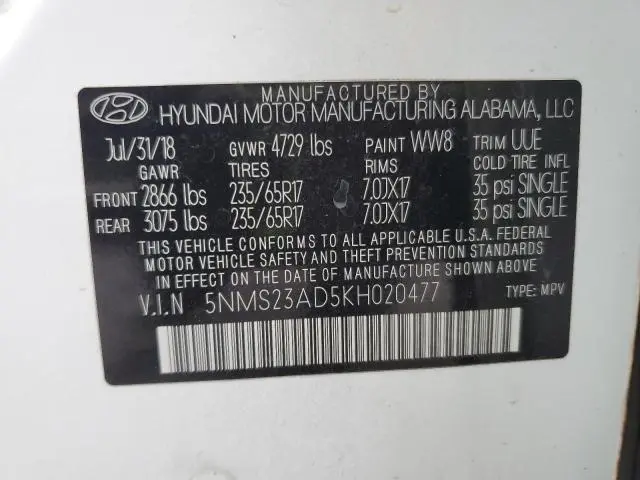 MANUFACTURED BY
HYUNDAI MOTOR MANUFACTURING ALABAMA, LLC
Jul/31/18 GVWR 4729 lbs PAINT WW8 TRIM UUE
GAWR TIRES RIMS COLD TIRE INFL
FRONT 2866 lbs 235/65R17 7.0JX17 35 psi SINGLE
REAR 3075 lbs 235/65R17 7.0JX17 35 psi SINGLE
THIS VEHICLE CONFORMS TO ALL APPLICABLE U.S.A. FEDERAL
MOTOR VEHICLE SAFETY AND THEFT PREVENTION STANDARDS
IN EFFECT ON THE DATE OF MANUFACTURE SHOWN ABOVE.
V.I.N 5NMS23AD5KH020477 TYPE: MPV